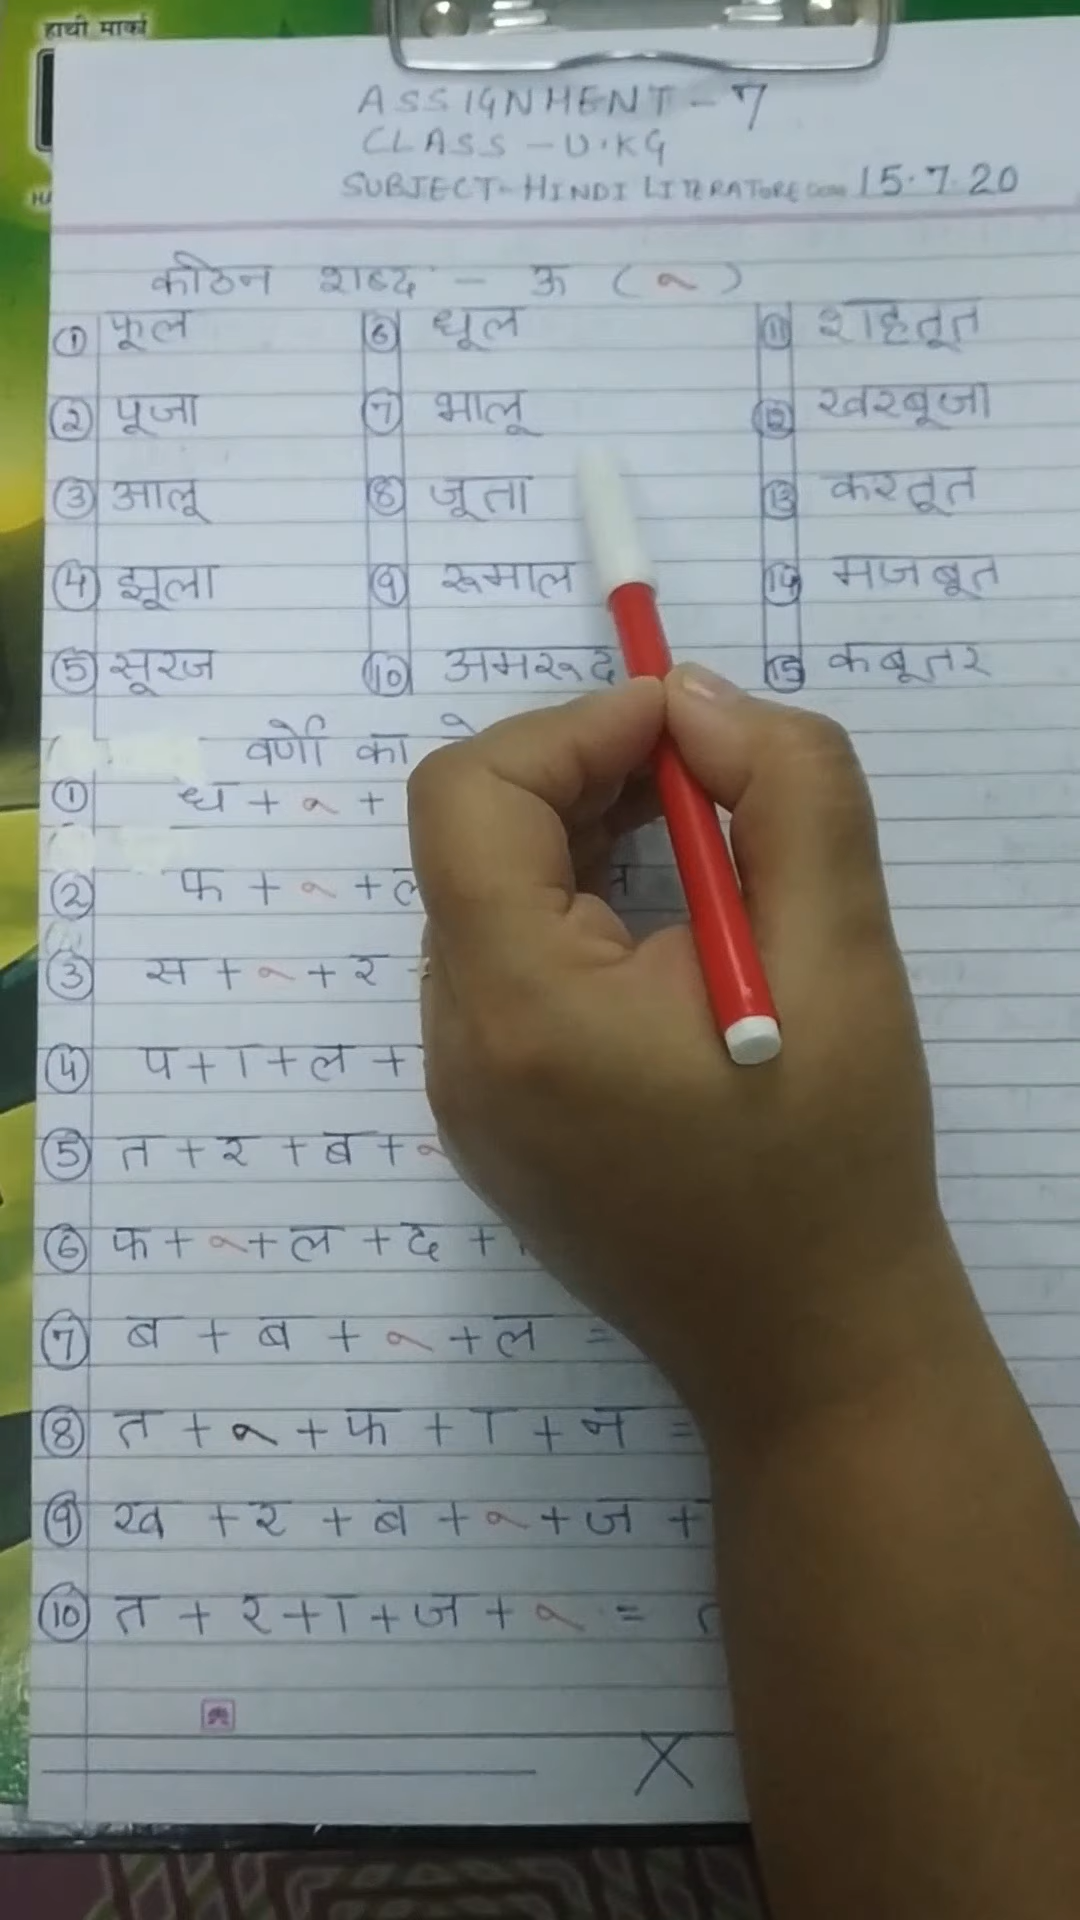 हाथी मार्का
ASSIGNMENT - 7
CLASS - U.KG
SUBJECT - HINDI LITERATURE 15.7.20
कठिन शब्द - ऊ ( ू )
① फूल ⑥ धूल ⑪ शहतूत
② पूजा ⑦ भालू ⑫ खरबूजा
③ आलू ⑧ जूता ⑬ करतूत
④ झूला ⑨ रूमाल ⑭ मजबूत
⑤ सूरज ⑩ अमरूद ⑮ कबूतर
वर्णो का
① ध + ू +
② फ + ू + ल
③ स + ू + र
④ प + ा + ल +
⑤ त + र + ब + ू
⑥ फ + ू + ल + द +
⑦ ब + ब + ू + ल =
⑧ त + ू + फ + ा + न =
⑨ ख + र + ब + ू + ज +
⑩ त + र + ा + ज + ू =
X